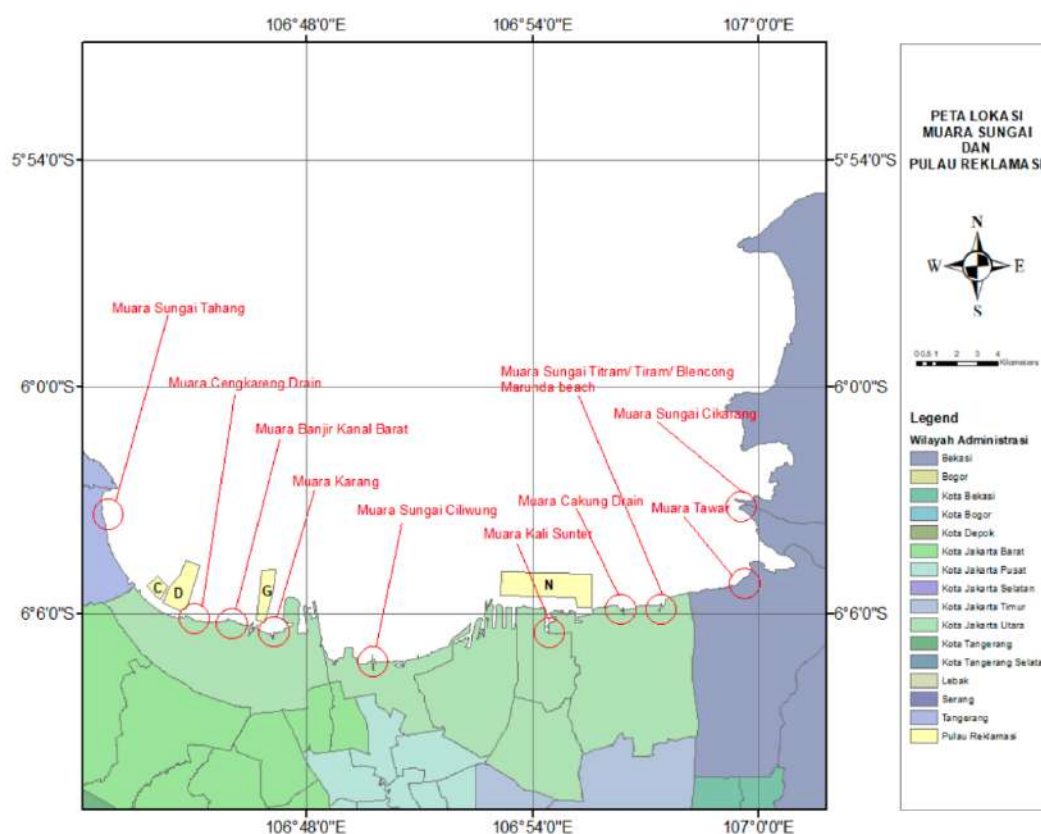 106°48'0"E
106°54'0"E
107°0'0"E
5°54'0"S
5°54'0"S
6°0'0"S
6°0'0"S
6°6'0"S
6°6'0"S
106°48'0"E
106°54'0"E
107°0'0"E
Muara Sungai Tahang
Muara Cengkareng Drain
Muara Banjir Kanal Barat
Muara Karang
Muara Sungai Ciliwung
Muara Sungai Titram/ Tiram/ Blencong
Marunda beach
Muara Sungai Cikarang
Muara Cakung Drain
Muara Tawar
Muara Kali Sunter
C
D
G
N
PETA LOKASI
MUARA SUNGAI
DAN
PULAU REKLAMASI
N
W
E
S
2 3 4
Kilometers
Legend
Wilayah Administrasi
Bekasi
Bogor
Kota Bekasi
Kota Bogor
Kota Depok
Kota Jakarta Barat
Kota Jakarta Pusat
Kota Jakarta Selatan
Kota Jakarta Timur
Kota Jakarta Utara
Kota Tangerang
Kota Tangerang Selata
Lebak
Serang
Tangerang
Pulau Reklamasi